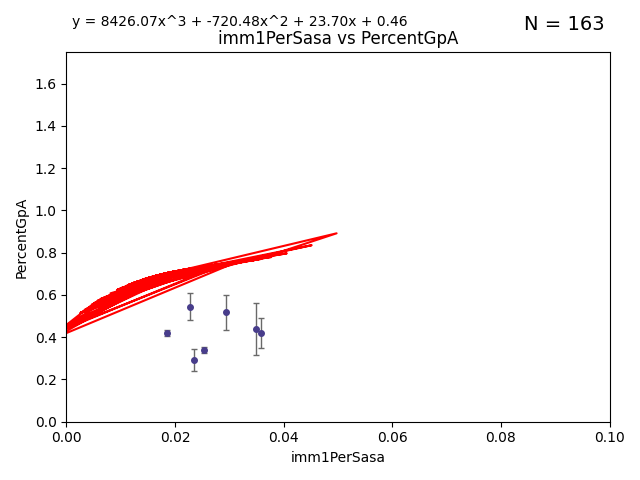 y = 8426.07x^3 + -720.48x^2 + 23.70x + 0.46
N = 163
imm1PerSasa vs PercentGpA
PercentGpA
1.6
1.4
1.2
1.0
0.8
0.6
0.4
0.2
0.0
0.00 0.02 0.04 0.06 0.08 0.10
imm1PerSasa